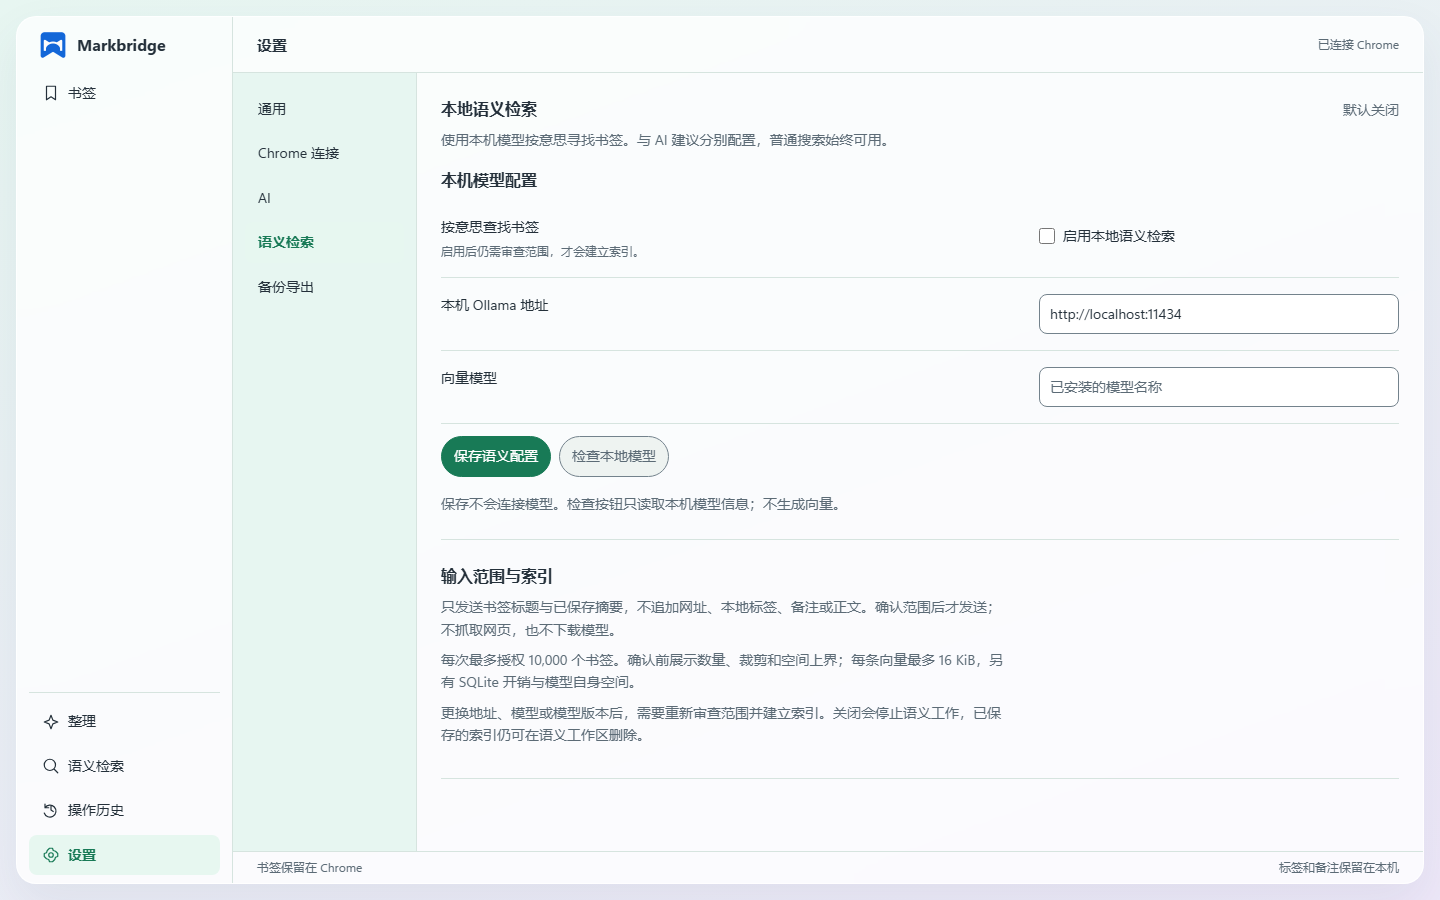 Markbridge
书签
整理
语义检索
操作历史
设置
设置
已连接 Chrome
通用
Chrome 连接
AI
语义检索
备份导出
本地语义检索
默认关闭
使用本机模型按意思寻找书签。与 AI 建议分别配置，普通搜索始终可用。
本机模型配置
按意思查找书签
启用后仍需审查范围，才会建立索引。
启用本地语义检索
本机 Ollama 地址
http://localhost:11434
向量模型
已安装的模型名称
保存语义配置
检查本地模型
保存不会连接模型。检查按钮只读取本机模型信息；不生成向量。
输入范围与索引
只发送书签标题与已保存摘要，不追加网址、本地标签、备注或正文。确认范围后才发送；
不抓取网页，也不下载模型。
每次最多授权 10,000 个书签。确认前展示数量、裁剪和空间上界；每条向量最多 16 KiB，另
有 SQLite 开销与模型自身空间。
更换地址、模型或模型版本后，需要重新审查范围并建立索引。关闭会停止语义工作，已保
存的索引仍可在语义工作区删除。
书签保留在 Chrome
标签和备注保留在本机